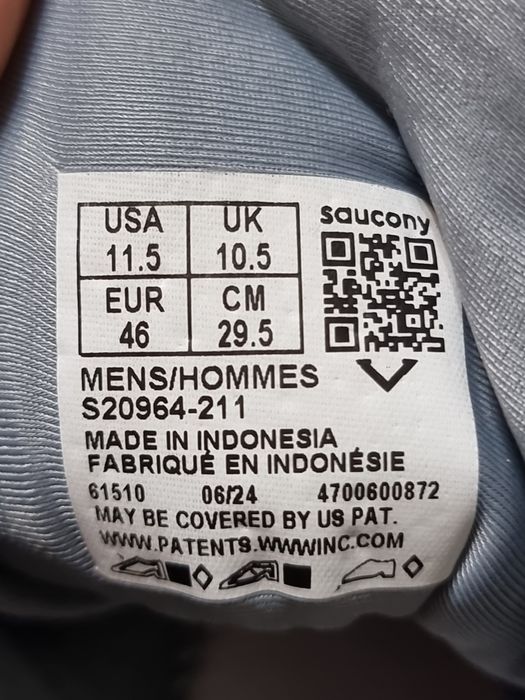 USA UK
11.5 10.5
EUR CM
46 29.5
saucony
MENS/HOMMES
S20964-211
MADE IN INDONESIA
FABRIQUÉ EN INDONÉSIE
61510 06/24 4700600872
MAY BE COVERED BY US PAT.
WWW.PATENTS.WWWINC.COM